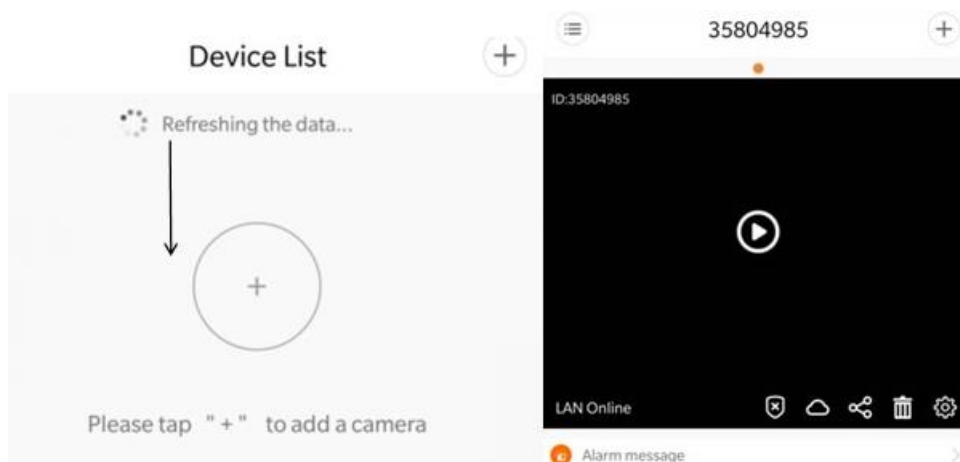 Device List
Refreshing the data...
Please tap "+" to add a camera
35804985
ID:35804985
LAN Online
Alarm message